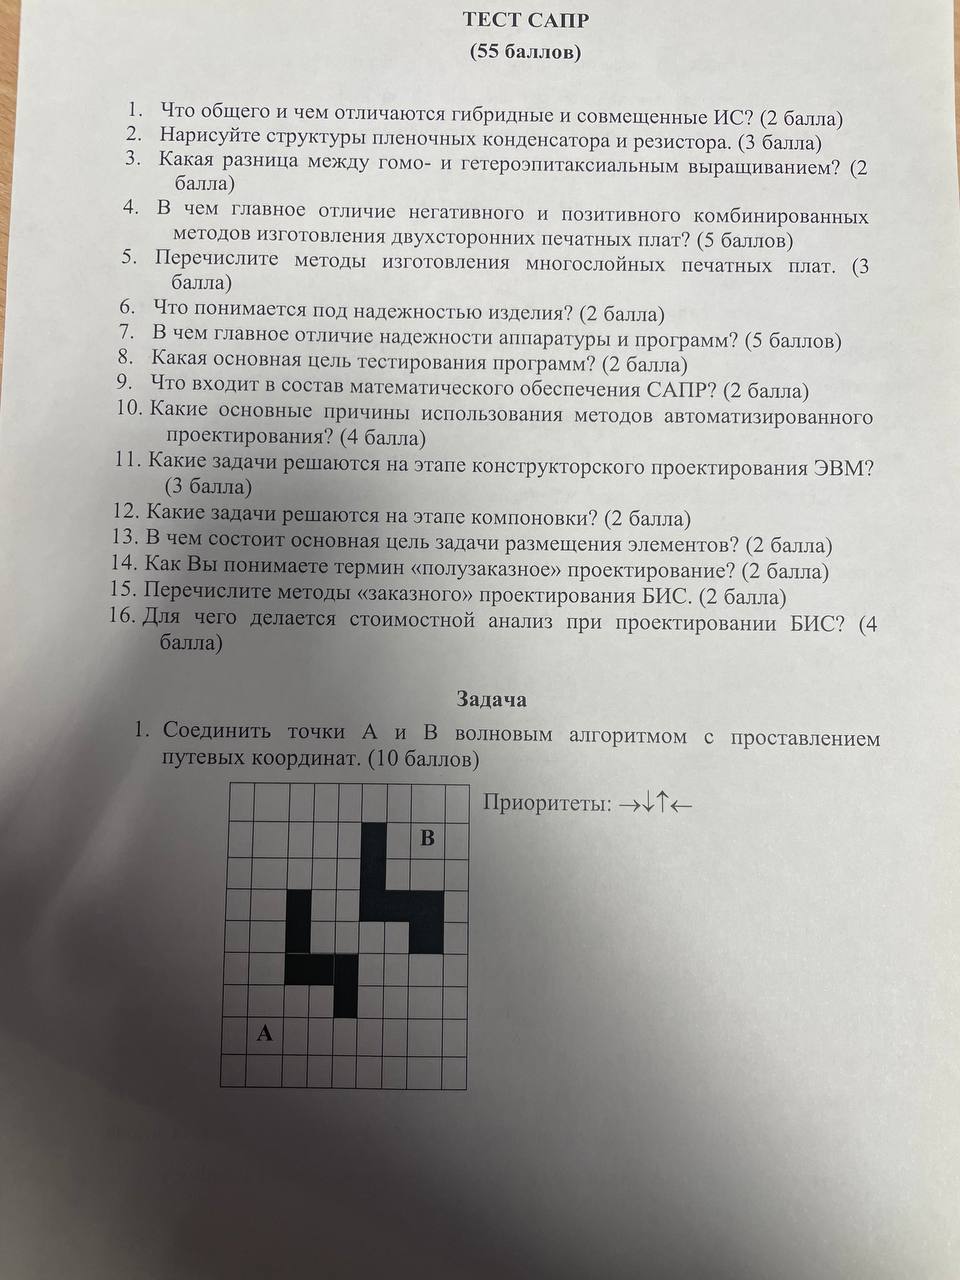 ТЕСТ САПР
(55 баллов)
1. Что общего и чем отличаются гибридные и совмещенные ИС? (2 балла)
2. Нарисуйте структуры пленочных конденсатора и резистора. (3 балла)
3. Какая разница между гомо- и гетероэпитаксиальным выращиванием? (2
балла)
4. В чем главное отличие негативного и позитивного комбинированных
методов изготовления двухсторонних печатных плат? (5 баллов)
5. Перечислите методы изготовления многослойных печатных плат. (3
балла)
6. Что понимается под надежностью изделия? (2 балла)
7. В чем главное отличие надежности аппаратуры и программ? (5 баллов)
8. Какая основная цель тестирования программ? (2 балла)
9. Что входит в состав математического обеспечения САПР? (2 балла)
10. Какие основные причины использования методов автоматизированного
проектирования? (4 балла)
11. Какие задачи решаются на этапе конструкторского проектирования ЭВМ?
(3 балла)
12. Какие задачи решаются на этапе компоновки? (2 балла)
13. В чем состоит основная цель задачи размещения элементов? (2 балла)
14. Как Вы понимаете термин «полузаказное» проектирование? (2 балла)
15. Перечислите методы «заказного» проектирования БИС. (2 балла)
16. Для чего делается стоимостной анализ при проектировании БИС? (4
балла)
Задача
1. Соединить точки А и В волновым алгоритмом с проставлением
путевых координат. (10 баллов)
Приоритеты: →↓↑←
В
А